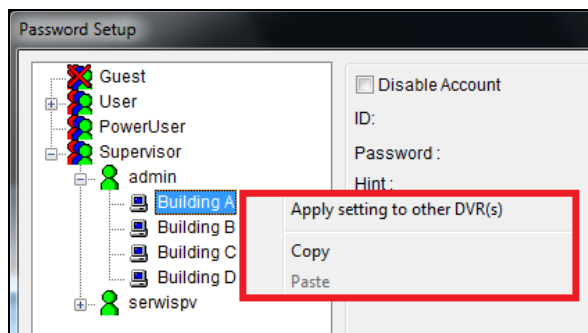 Password Setup
Guest
User
PowerUser
Supervisor
admin
Building A
Building B
Building C
Building D
serwispv
Disable Account
ID:
Password :
Hint :
Apply setting to other DVR(s)
Copy
Paste